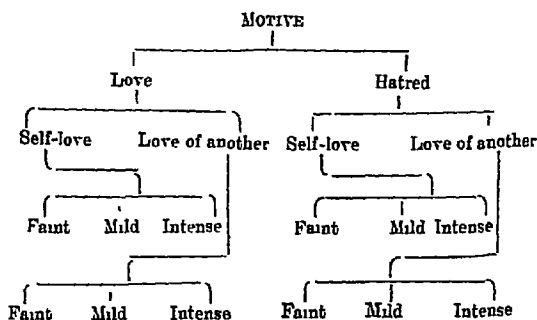 MOTIVE
Love Hatred
Self-love Love of another Self-love Love of another
Faint Mild Intense Faint Mild Intense
Faint Mild Intense Faint Mild Intense